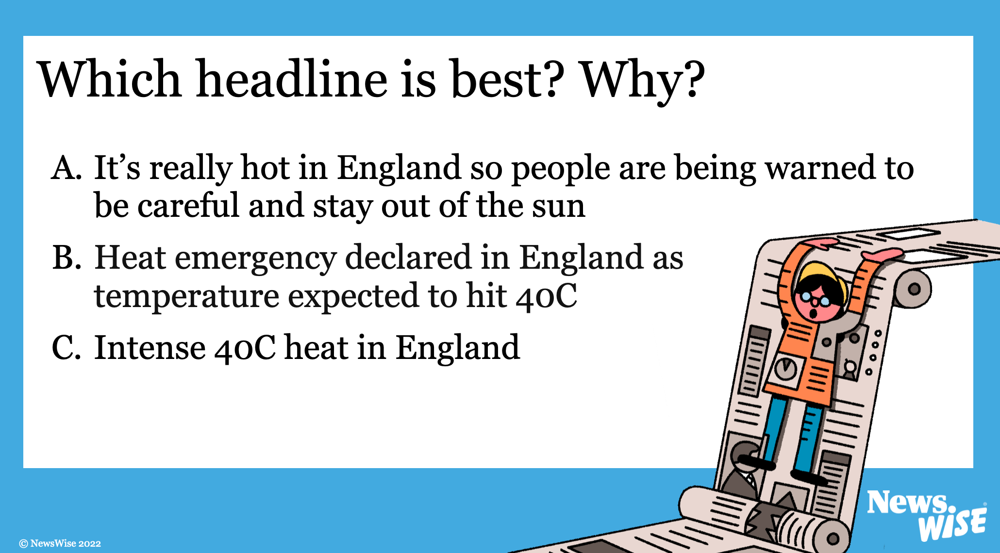 Which headline is best? Why?
A. It’s really hot in England so people are being warned to
be careful and stay out of the sun
B. Heat emergency declared in England as
temperature expected to hit 40C
C. Intense 40C heat in England
News
Wise®
© NewsWise 2022